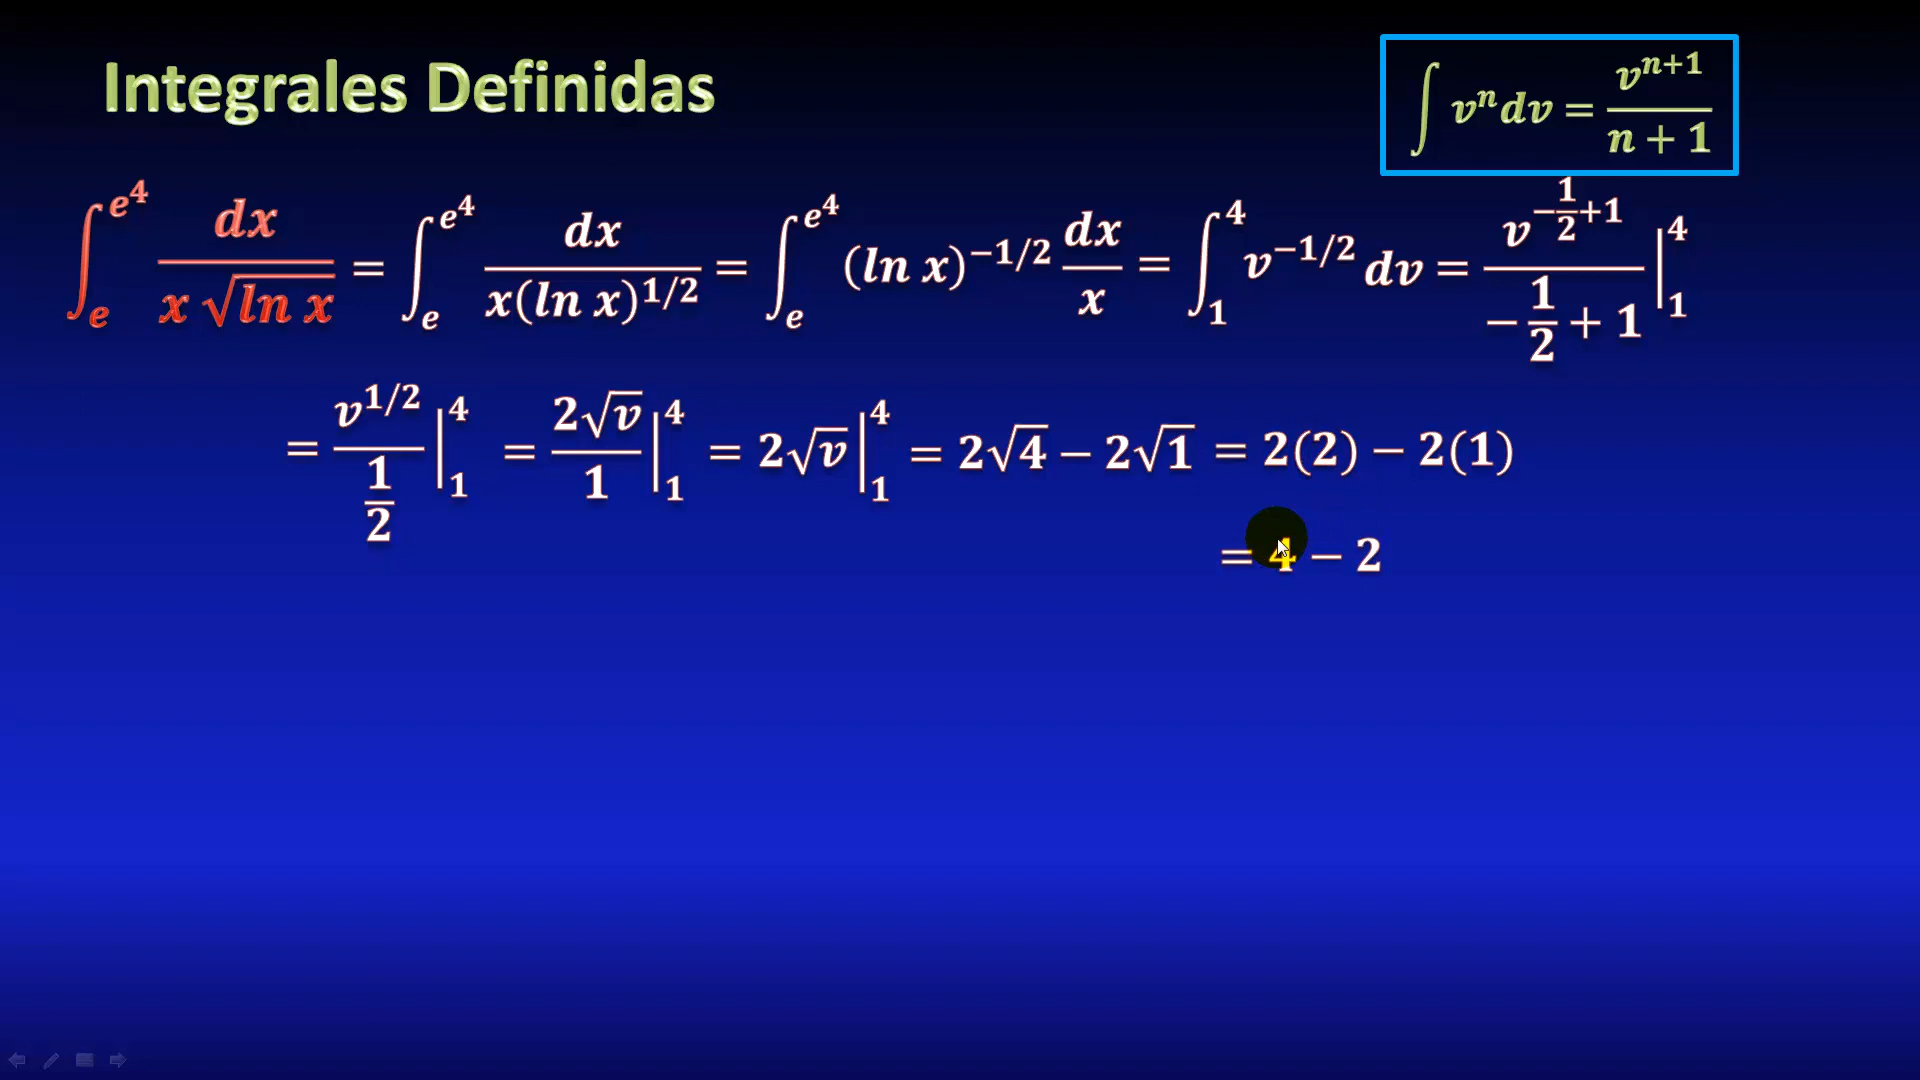 Integrales Definidas
∫ vⁿ dv = vⁿ⁺¹ / (n + 1)
∫_e^{e^4} dx / (x √(ln x)) = ∫_e^{e^4} dx / (x(ln x)^{1/2}) = ∫_e^{e^4} (ln x)^{-1/2} dx/x = ∫_1^4 v^{-1/2} dv = v^{-1/2+1} / (-1/2 + 1) |_1^4
= v^{1/2} / (1/2) |_1^4 = 2√v / 1 |_1^4 = 2√v |_1^4 = 2√4 − 2√1 = 2(2) − 2(1)
= 4 − 2